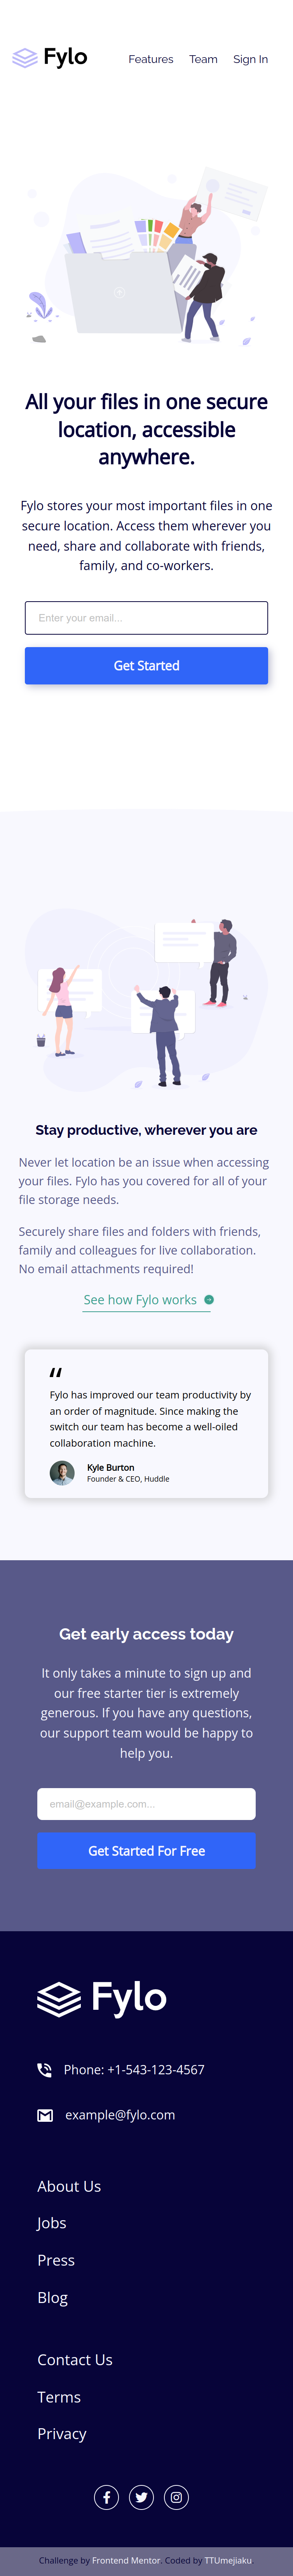 Fylo
Features Team Sign In
All your files in one secure
location, accessible
anywhere.
Fylo stores your most important files in one
secure location. Access them wherever you
need, share and collaborate with friends,
family, and co-workers.
Enter your email...
Get Started
Stay productive, wherever you are
Never let location be an issue when accessing
your files. Fylo has you covered for all of your
file storage needs.
Securely share files and folders with friends,
family and colleagues for live collaboration.
No email attachments required!
See how Fylo works
“
Fylo has improved our team productivity by
an order of magnitude. Since making the
switch our team has become a well-oiled
collaboration machine.
Kyle Burton
Founder & CEO, Huddle
Get early access today
It only takes a minute to sign up and
our free starter tier is extremely
generous. If you have any questions,
our support team would be happy to
help you.
email@example.com...
Get Started For Free
Fylo
Phone: +1-543-123-4567
example@fylo.com
About Us
Jobs
Press
Blog
Contact Us
Terms
Privacy
Challenge by Frontend Mentor. Coded by TTUmejiaku.